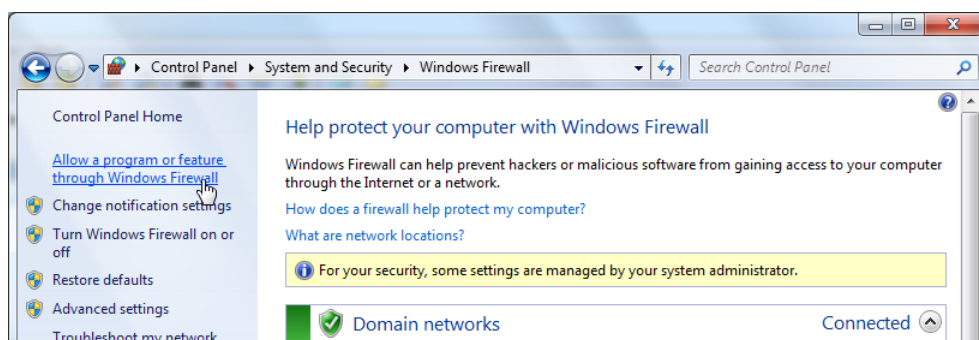 Control Panel ▸ System and Security ▸ Windows Firewall
Search Control Panel
Control Panel Home
Allow a program or feature
through Windows Firewall
Change notification settings
Turn Windows Firewall on or
off
Restore defaults
Advanced settings
Troubleshoot my network
Help protect your computer with Windows Firewall
Windows Firewall can help prevent hackers or malicious software from gaining access to your computer
through the Internet or a network.
How does a firewall help protect my computer?
What are network locations?
For your security, some settings are managed by your system administrator.
Domain networks
Connected